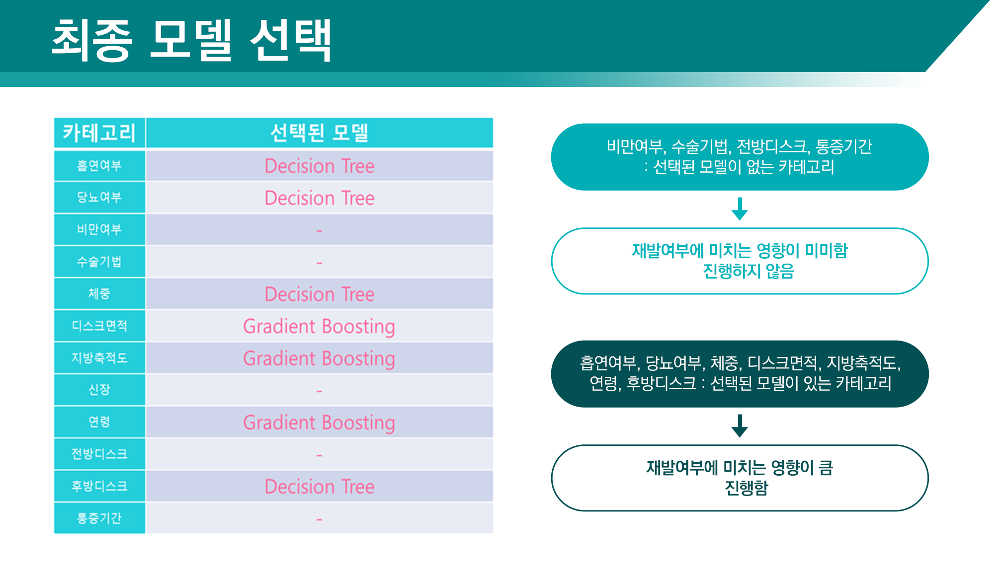 최종 모델 선택
카테고리 선택된 모델
흡연여부 Decision Tree
당뇨여부 Decision Tree
비만여부 -
수술기법 -
체중 Decision Tree
디스크면적 Gradient Boosting
지방축적도 Gradient Boosting
신장 -
연령 Gradient Boosting
전방디스크 -
후방디스크 Decision Tree
통증기간 -
비만여부, 수술기법, 전방디스크, 통증기간
: 선택된 모델이 없는 카테고리
재발여부에 미치는 영향이 미미함
진행하지 않음
흡연여부, 당뇨여부, 체중, 디스크면적, 지방축적도,
연령, 후방디스크 : 선택된 모델이 있는 카테고리
재발여부에 미치는 영향이 큼
진행함